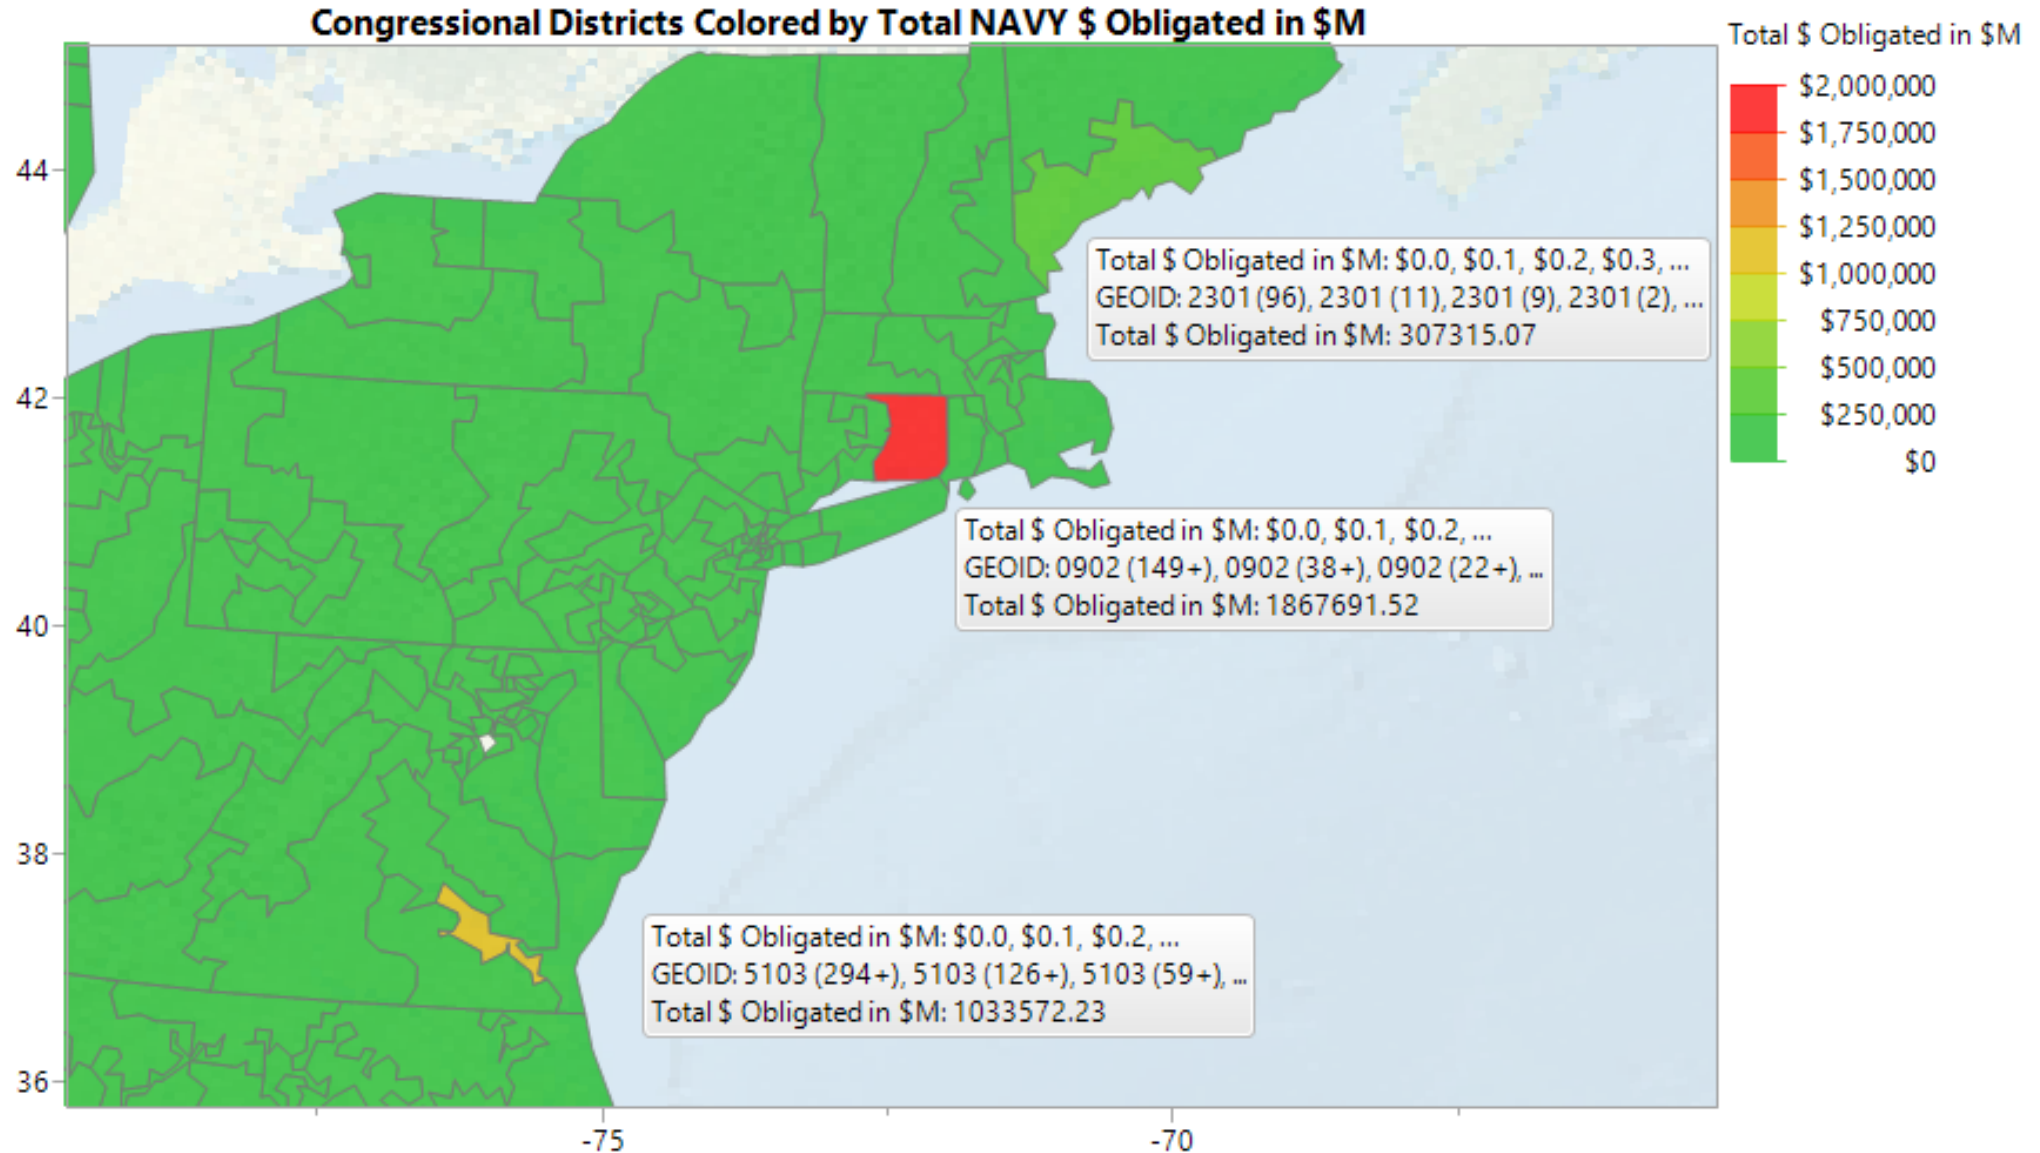 Congressional Districts Colored by Total NAVY $ Obligated in $M
Total $ Obligated in $M
$2,000,000
$1,750,000
$1,500,000
$1,250,000
$1,000,000
$750,000
$500,000
$250,000
$0
44
42
40
38
36
-75
-70
Total $ Obligated in $M: $0.0, $0.1, $0.2, $0.3, ...
GEOID: 2301 (96), 2301 (11), 2301 (9), 2301 (2), ...
Total $ Obligated in $M: 307315.07
Total $ Obligated in $M: $0.0, $0.1, $0.2, ...
GEOID: 0902 (149+), 0902 (38+), 0902 (22+), ...
Total $ Obligated in $M: 1867691.52
Total $ Obligated in $M: $0.0, $0.1, $0.2, ...
GEOID: 5103 (294+), 5103 (126+), 5103 (59+), ...
Total $ Obligated in $M: 1033572.23